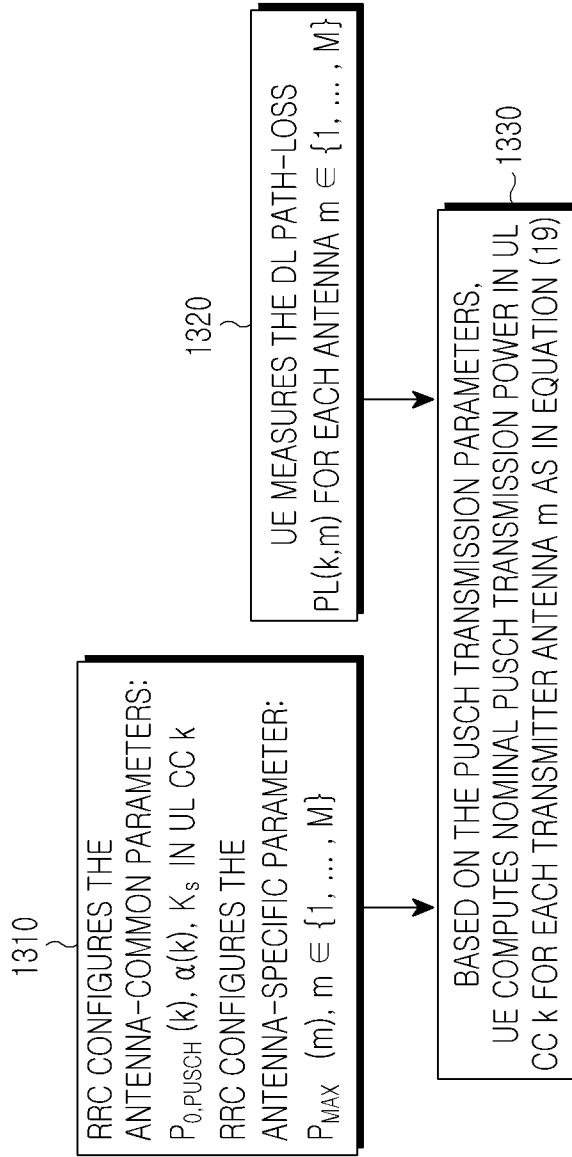 1310
RRC CONFIGURES THE
ANTENNA-COMMON PARAMETERS:
P0,PUSCH (k), α(k), Ks IN UL CC k
RRC CONFIGURES THE
ANTENNA-SPECIFIC PARAMETER:
PMAX (m), m ∈ {1, ... , M}
1320
UE MEASURES THE DL PATH-LOSS
PL(k,m) FOR EACH ANTENNA m ∈ {1, ... , M}
1330
BASED ON THE PUSCH TRANSMISSION PARAMETERS,
UE COMPUTES NOMINAL PUSCH TRANSMISSION POWER IN UL
CC k FOR EACH TRANSMITTER ANTENNA m AS IN EQUATION (19)